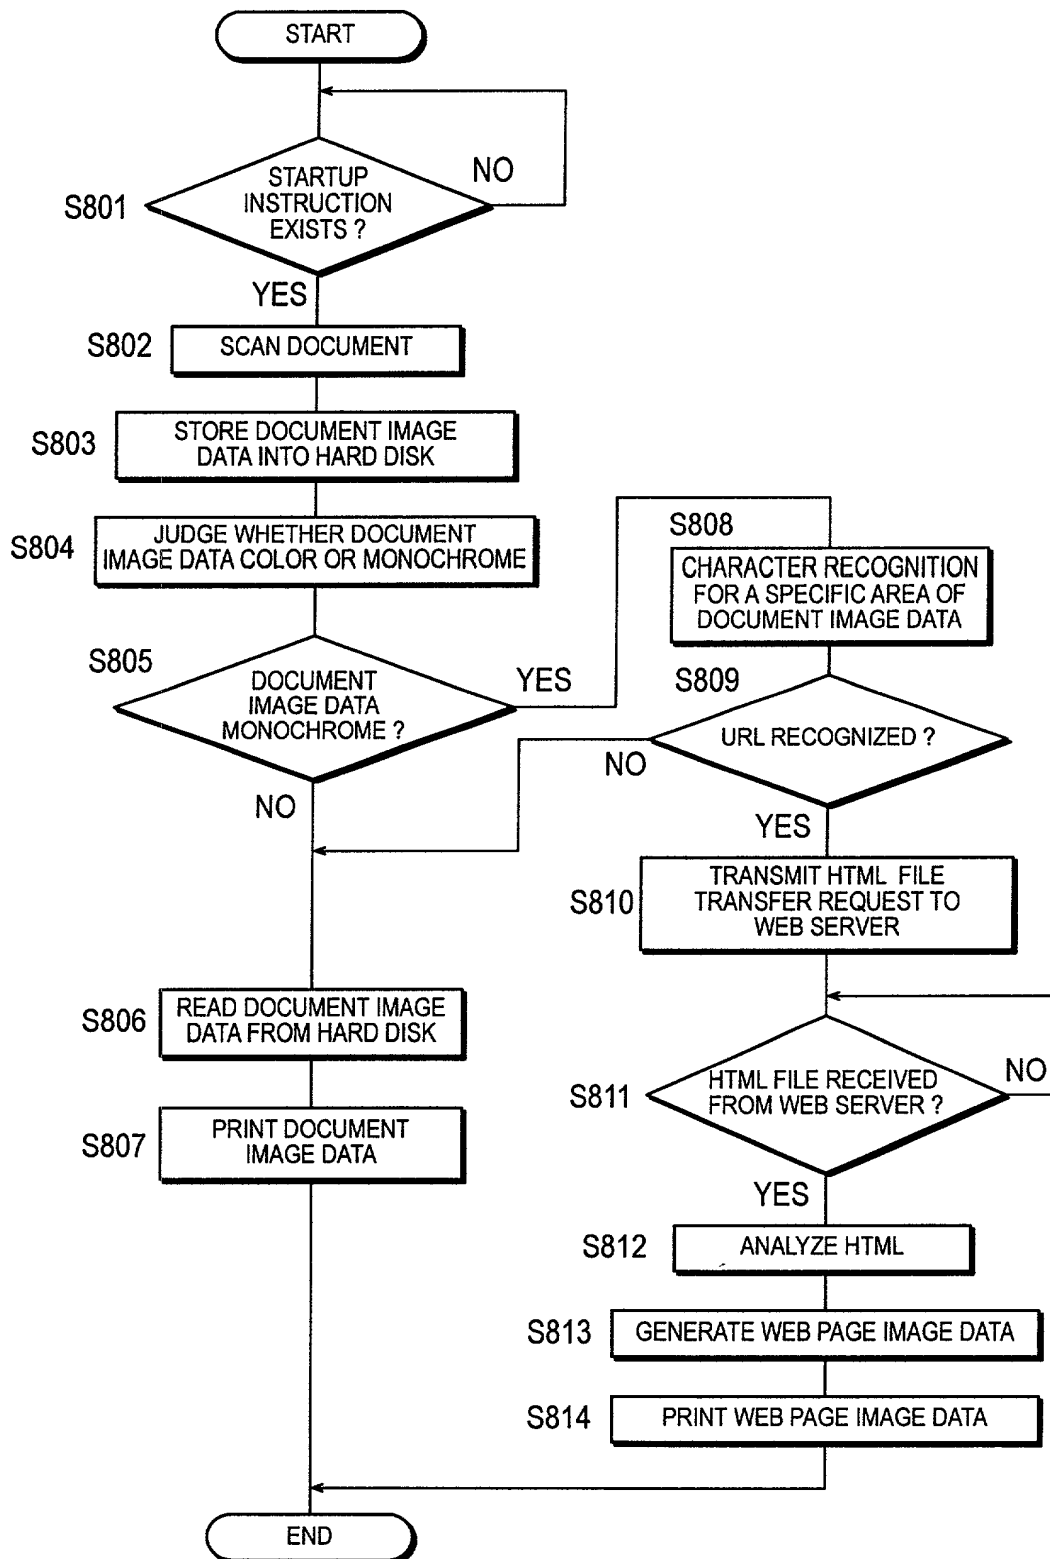 START
S801
STARTUP
INSTRUCTION
EXISTS ?
NO
YES
S802
SCAN DOCUMENT
S803
STORE DOCUMENT IMAGE
DATA INTO HARD DISK
S804
JUDGE WHETHER DOCUMENT
IMAGE DATA COLOR OR MONOCHROME
S805
DOCUMENT
IMAGE DATA
MONOCHROME ?
YES
NO
S806
READ DOCUMENT IMAGE
DATA FROM HARD DISK
S807
PRINT DOCUMENT
IMAGE DATA
S808
CHARACTER RECOGNITION
FOR A SPECIFIC AREA OF
DOCUMENT IMAGE DATA
S809
URL RECOGNIZED ?
NO
YES
S810
TRANSMIT HTML FILE
TRANSFER REQUEST TO
WEB SERVER
S811
HTML FILE RECEIVED
FROM WEB SERVER ?
NO
YES
S812
ANALYZE HTML
S813
GENERATE WEB PAGE IMAGE DATA
S814
PRINT WEB PAGE IMAGE DATA
END